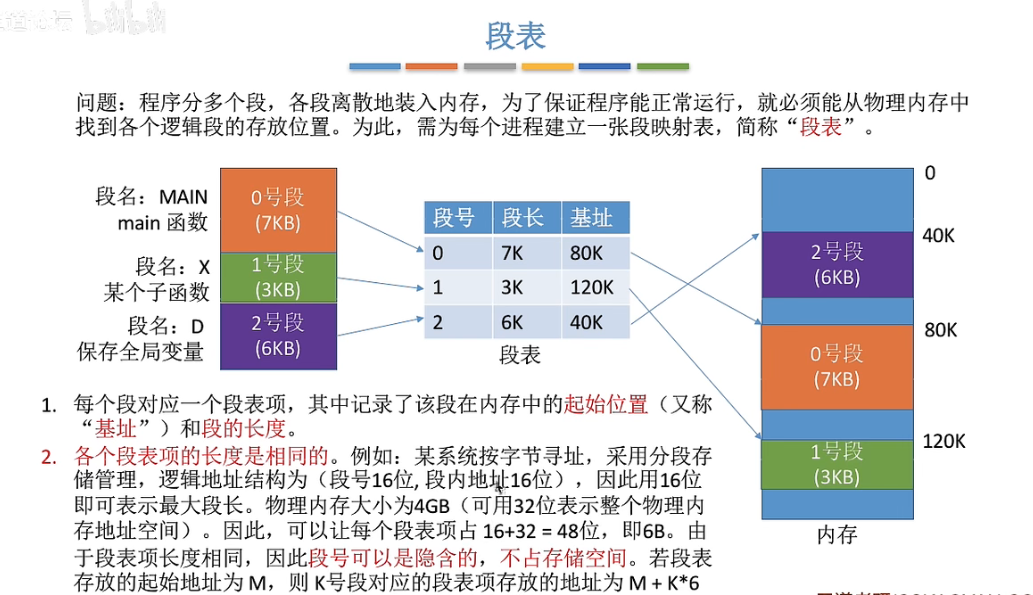 bilibili
段表
问题：程序分多个段，各段离散地装入内存，为了保证程序能正常运行，就必须能从物理内存中
找到各个逻辑段的存放位置。为此，需为每个进程建立一张段映射表，简称“段表”。
段名：MAIN
main 函数
段名：X
某个子函数
段名：D
保存全局变量
0号段
(7KB)
1号段
(3KB)
2号段
(6KB)
段号 段长 基址
0 7K 80K
1 3K 120K
2 6K 40K
段表
0
40K
2号段
(6KB)
80K
0号段
(7KB)
120K
1号段
(3KB)
内存
1. 每个段对应一个段表项，其中记录了该段在内存中的起始位置（又称
“基址”）和段的长度。
2. 各个段表项的长度是相同的。例如：某系统按字节寻址，采用分段存
储管理，逻辑地址结构为（段号16位, 段内地址16位），因此用16位
即可表示最大段长。物理内存大小为4GB（可用32位表示整个物理内
存地址空间）。因此，可以让每个段表项占 16+32 = 48位，即6B。由
于段表项长度相同，因此段号可以是隐含的，不占存储空间。若段表
存放的起始地址为 M，则 K号段对应的段表项存放的地址为 M + K*6